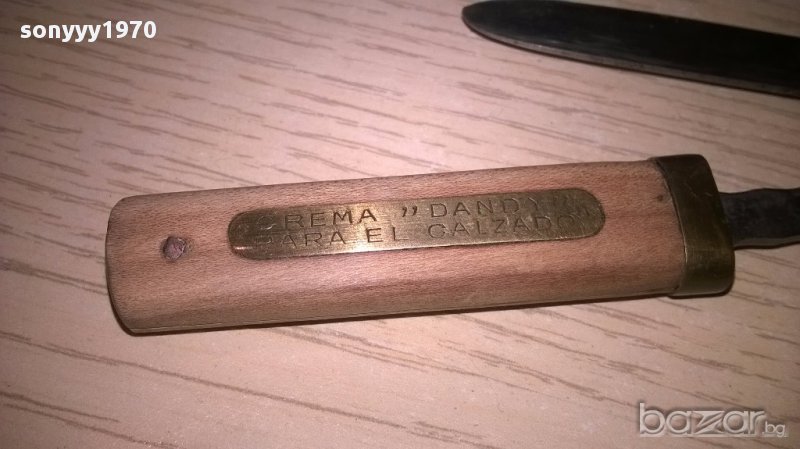 sonyyy1970
CREMA "DANDY"
PARA EL CALZADO
bazar.bg